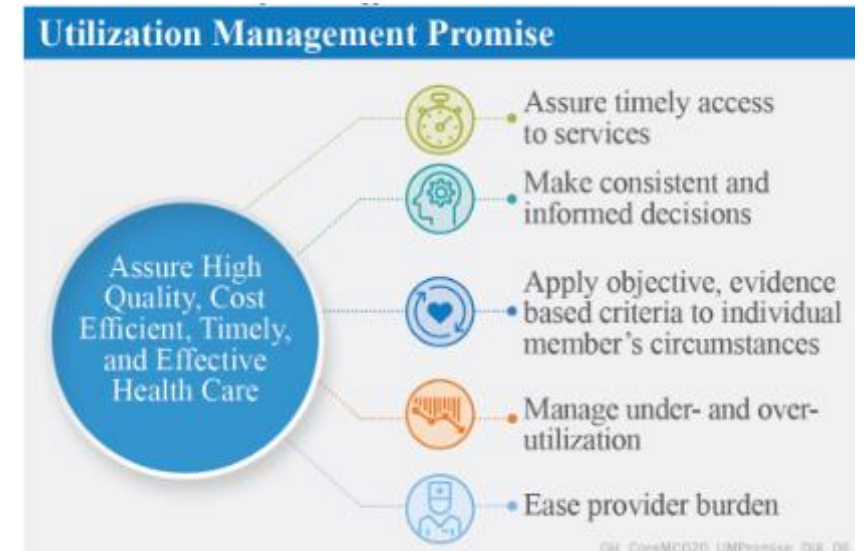 Utilization Management Promise
Assure High
Quality, Cost
Efficient, Timely,
and Effective
Health Care
Assure timely access
to services
Make consistent and
informed decisions
Apply objective, evidence
based criteria to individual
member's circumstances
Manage under- and over-
utilization
Ease provider burden